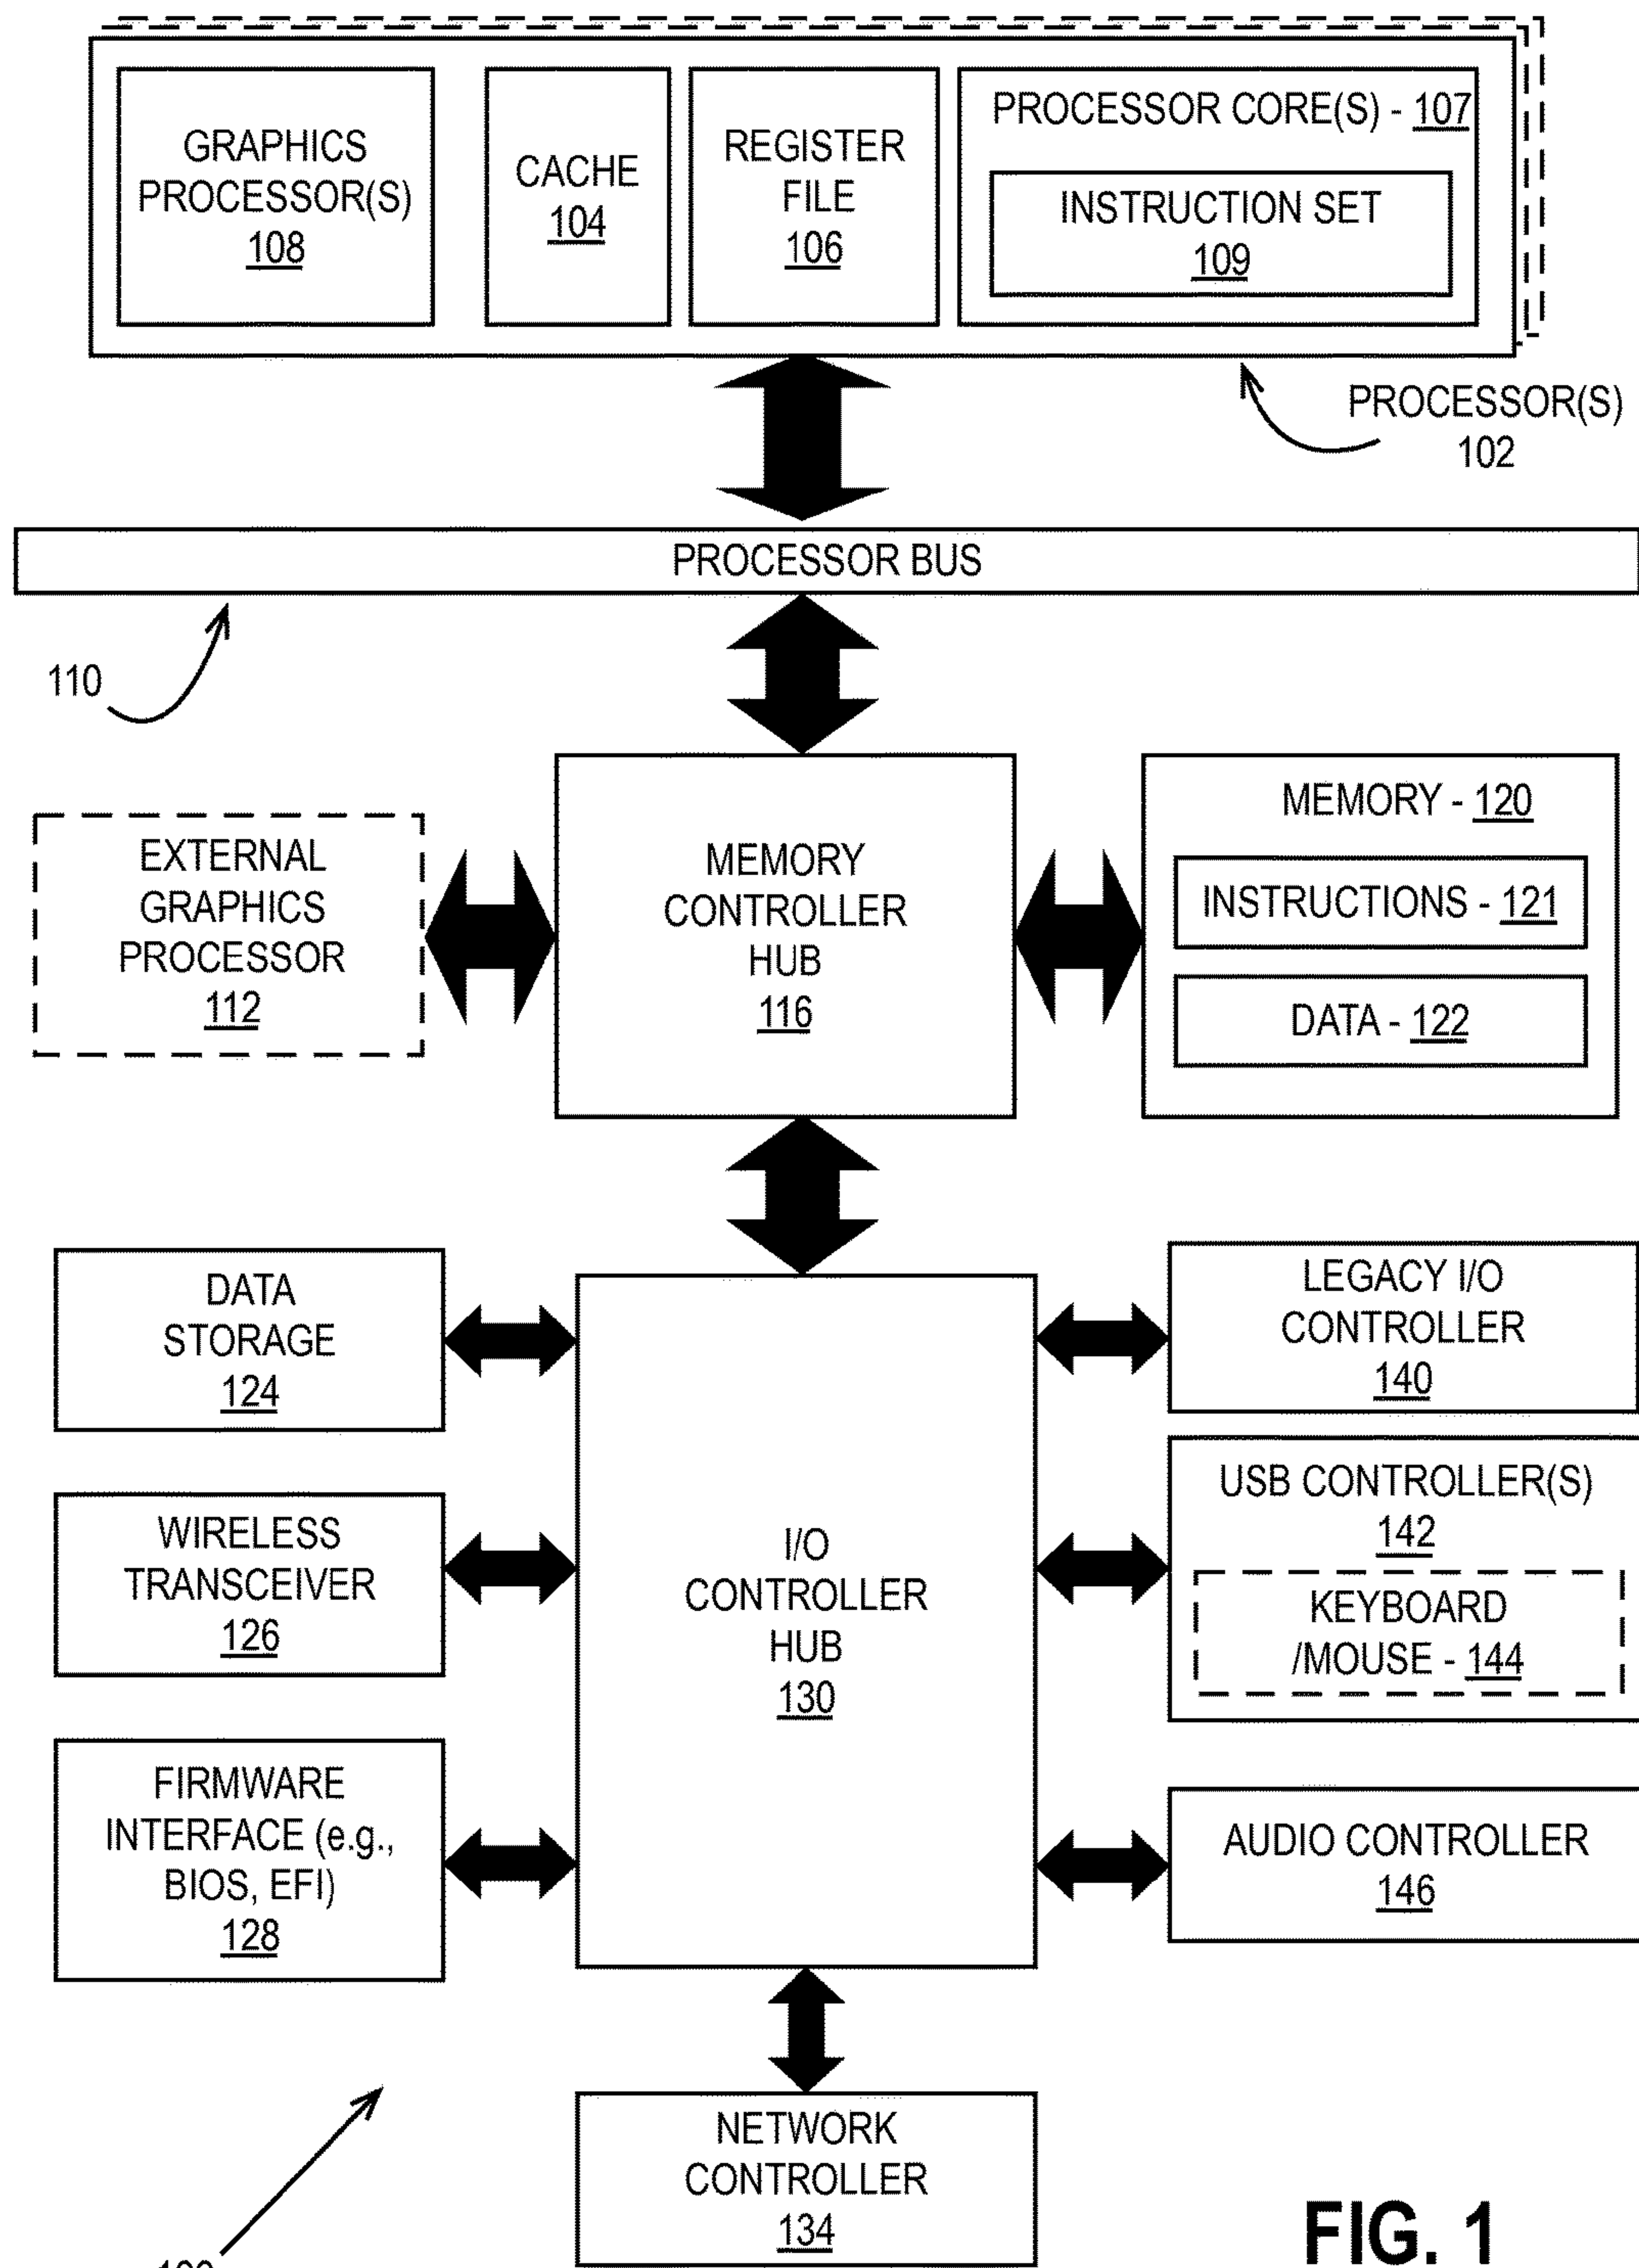 GRAPHICS
PROCESSOR(S)
108
CACHE
104
REGISTER
FILE
106
PROCESSOR CORE(S) - 107
INSTRUCTION SET
109
PROCESSOR(S)
102
PROCESSOR BUS
110
EXTERNAL
GRAPHICS
PROCESSOR
112
MEMORY
CONTROLLER
HUB
116
MEMORY - 120
INSTRUCTIONS - 121
DATA - 122
DATA
STORAGE
124
WIRELESS
TRANSCEIVER
126
FIRMWARE
INTERFACE (e.g.,
BIOS, EFI)
128
I/O
CONTROLLER
HUB
130
LEGACY I/O
CONTROLLER
140
USB CONTROLLER(S)
142
KEYBOARD
/MOUSE - 144
AUDIO CONTROLLER
146
NETWORK
CONTROLLER
134
FIG. 1